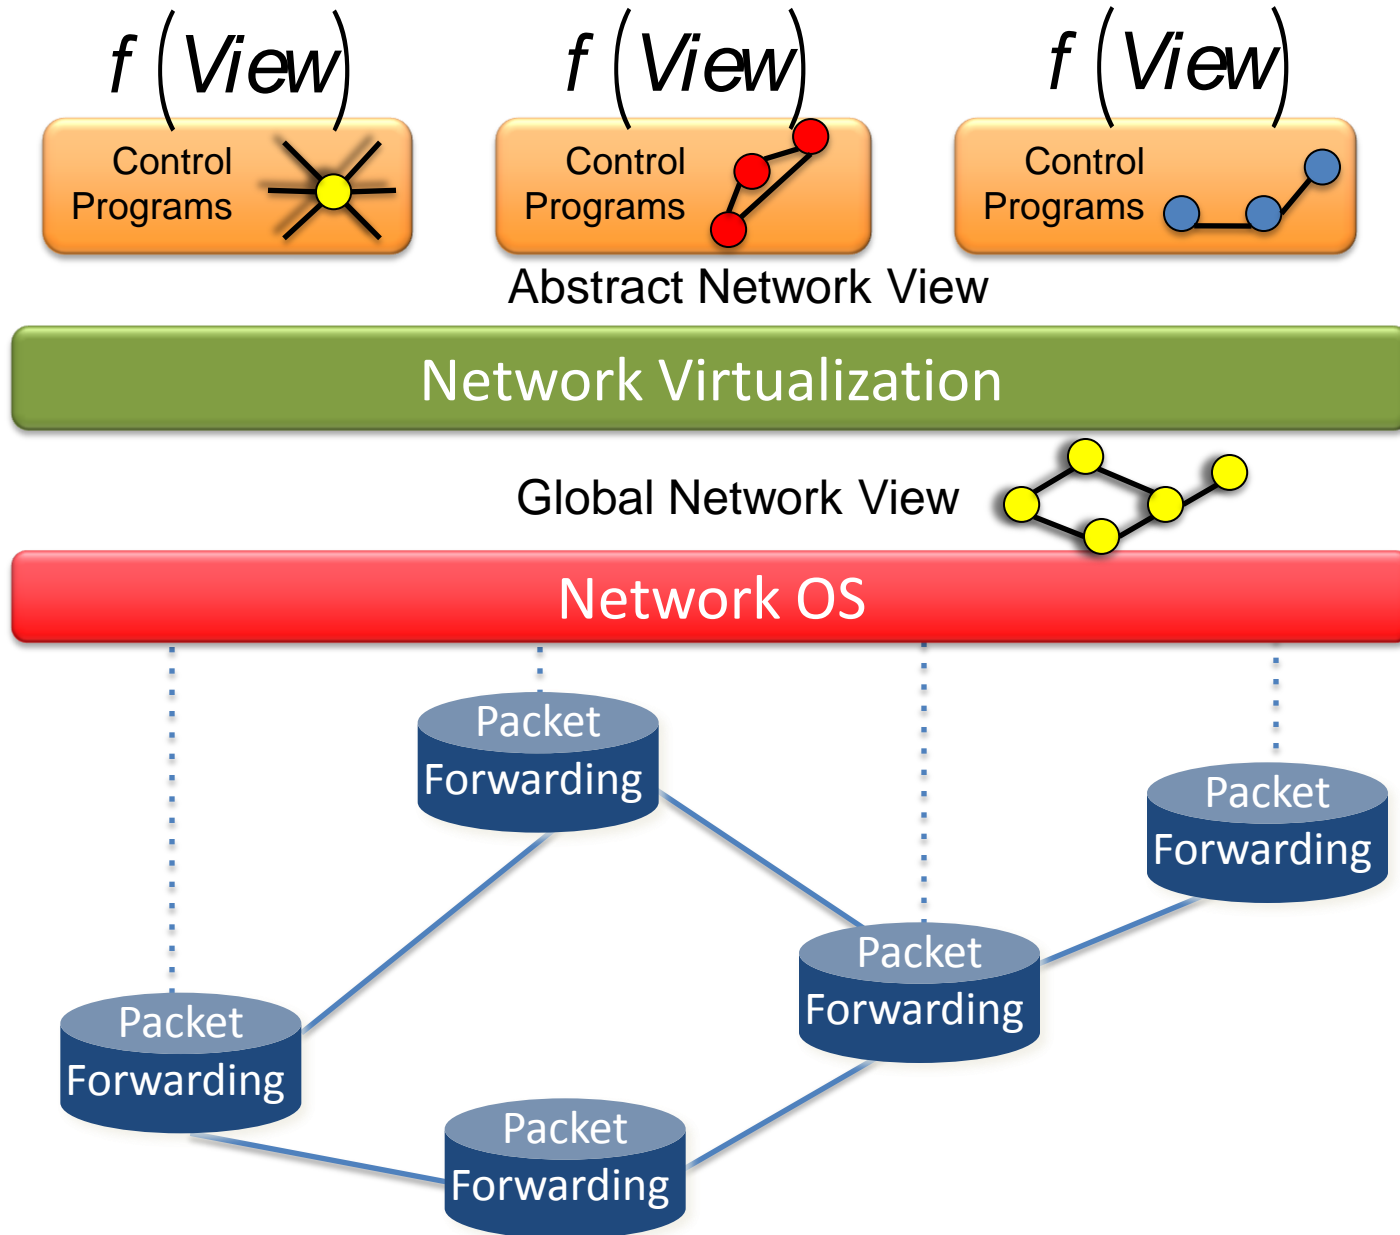 f (View)
f (View)
f (View)
Control
Programs
Control
Programs
Control
Programs
Abstract Network View
Network Virtualization
Global Network View
Network OS
Packet
Forwarding
Packet
Forwarding
Packet
Forwarding
Packet
Forwarding
Packet
Forwarding